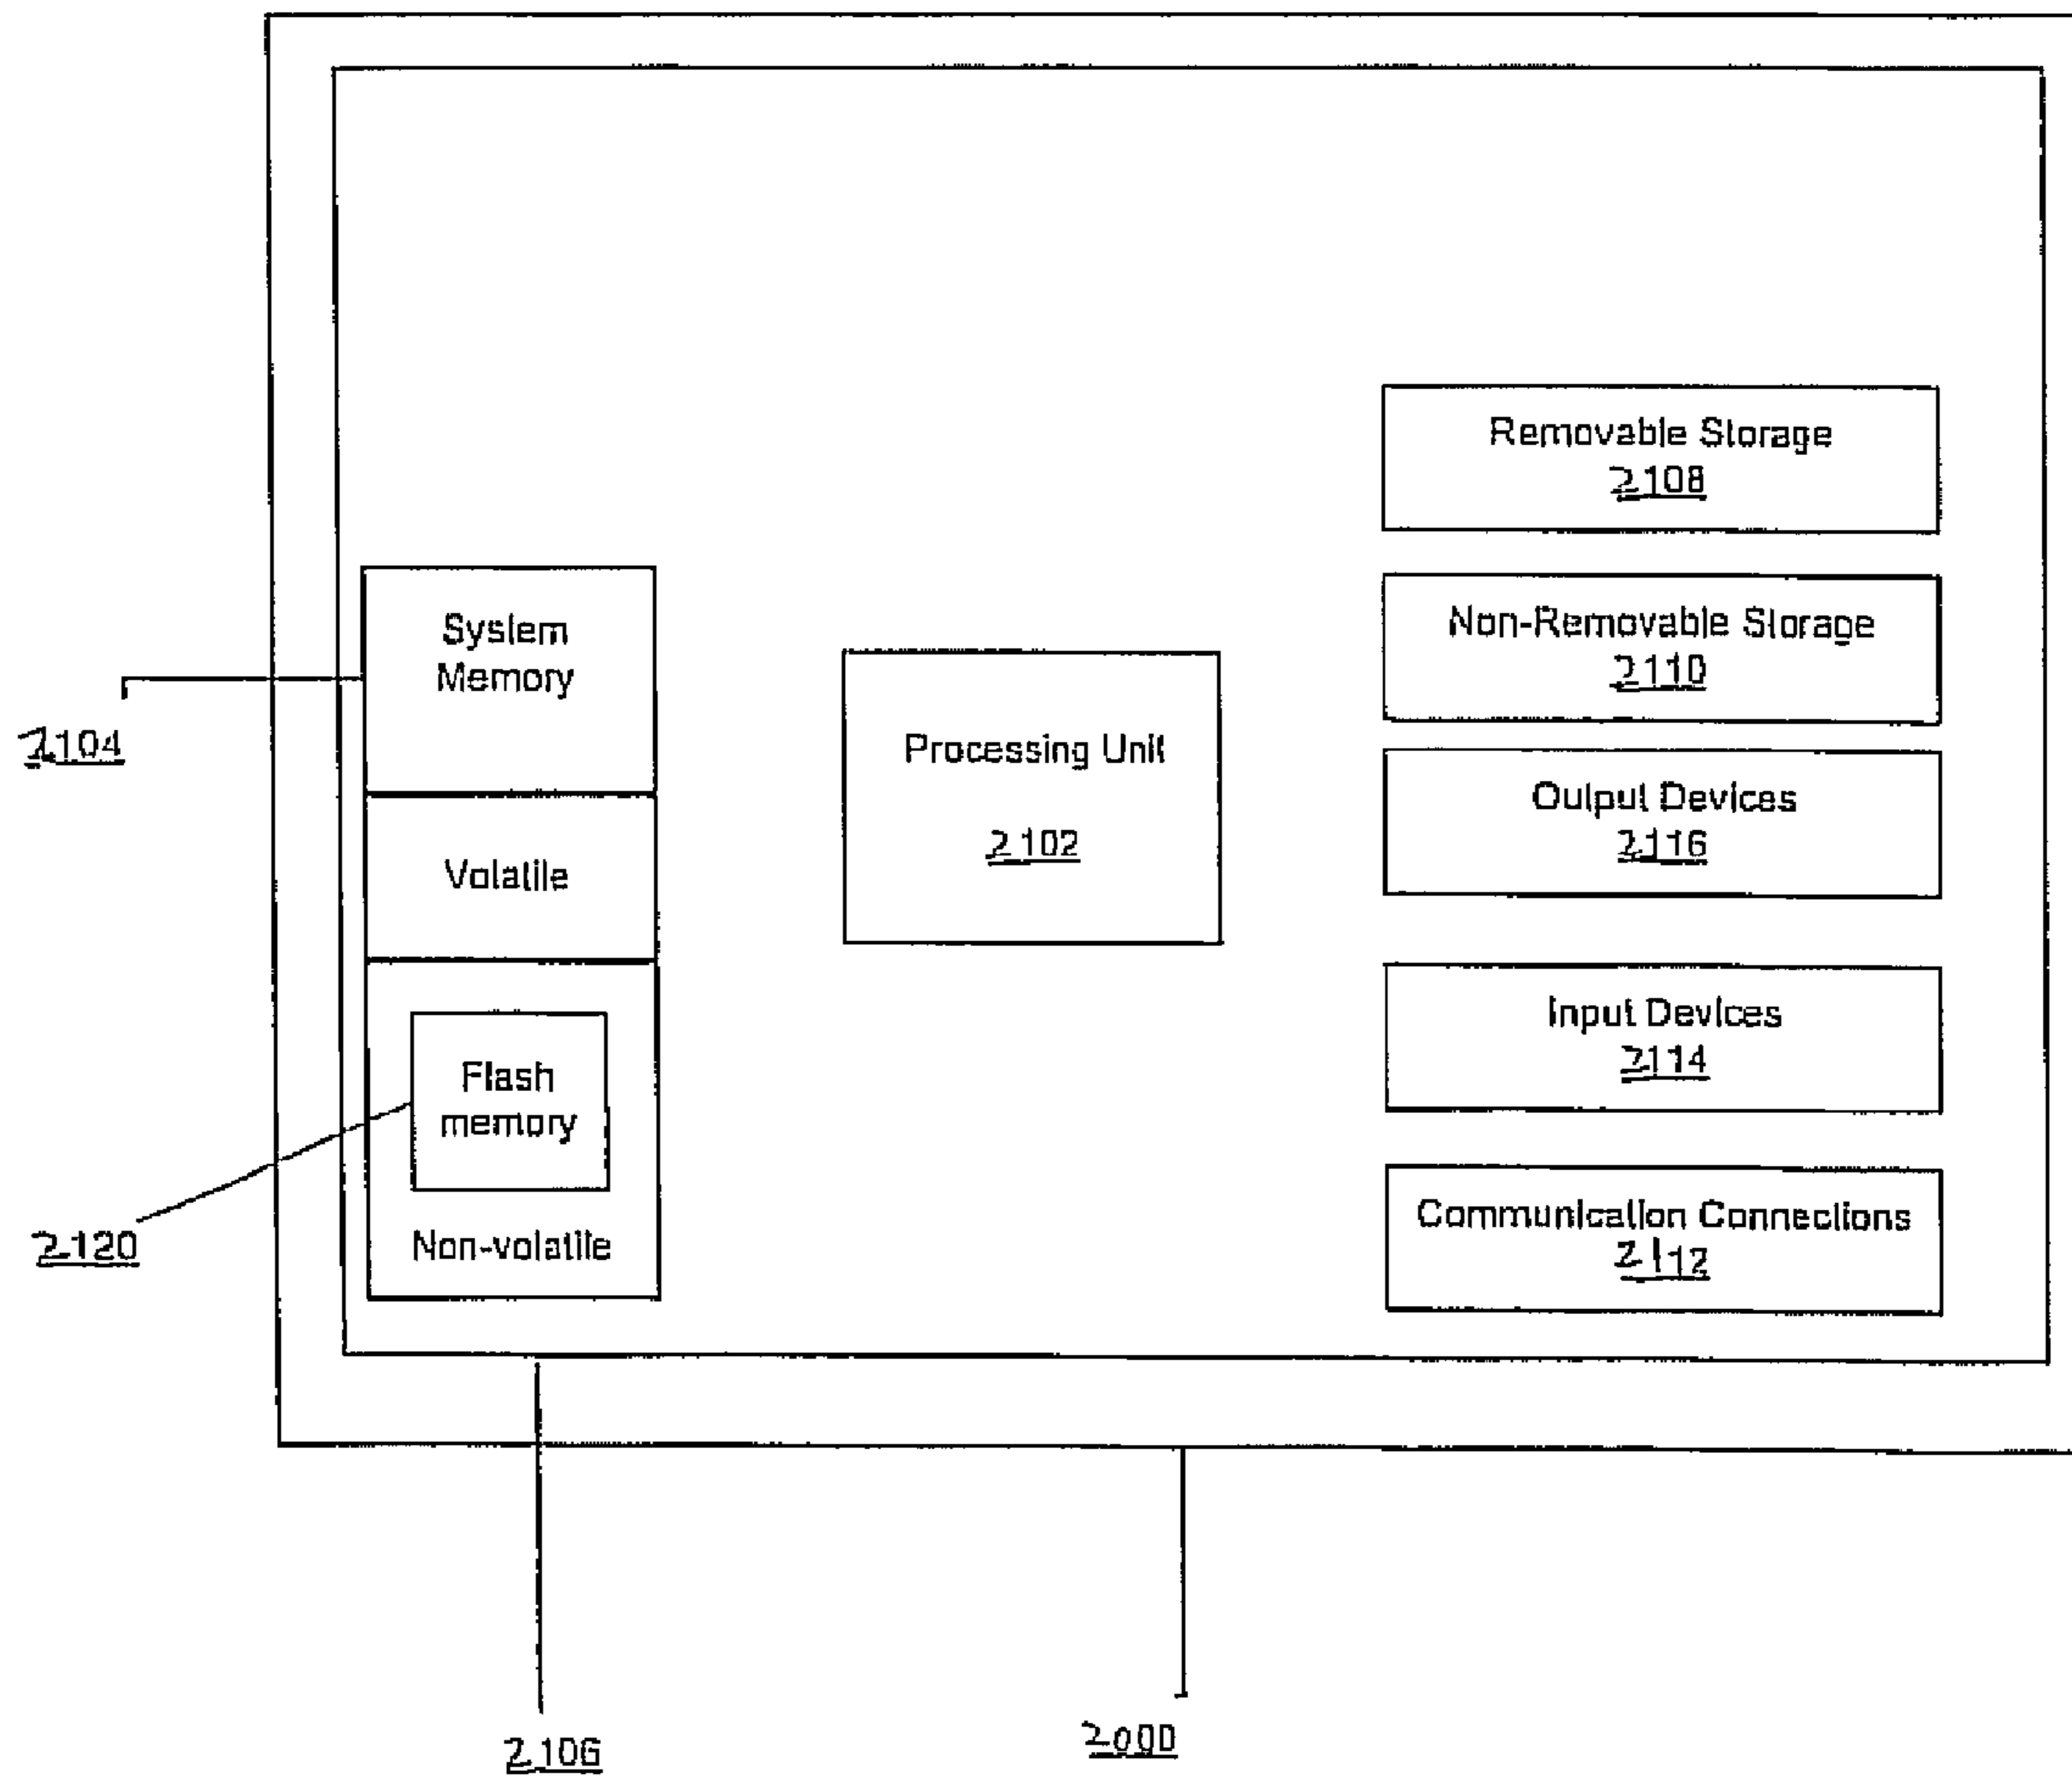 Removable Storage
2108
System
Memory
Non-Removable Storage
2110
2104
Processing Unit
2102
Output Devices
2116
Volatile
Input Devices
2114
Flash
memory
2120
Non-volatile
Communication Connections
2112
2106
2000